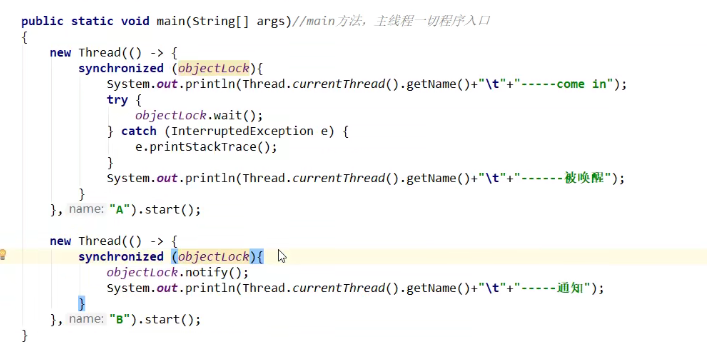 public static void main(String[] args)//main方法，主线程一切程序入口
{
    new Thread(() -> {
        synchronized (objectLock){
            System.out.println(Thread.currentThread().getName()+"\t"+"-----come in");
            try {
                objectLock.wait();
            } catch (InterruptedException e) {
                e.printStackTrace();
            }
            System.out.println(Thread.currentThread().getName()+"\t"+"------被唤醒");
        }
    }, name: "A").start();
    new Thread(() -> {
        synchronized (objectLock){
            objectLock.notify();
            System.out.println(Thread.currentThread().getName()+"\t"+"-----通知");
        }
    }, name: "B").start();
}